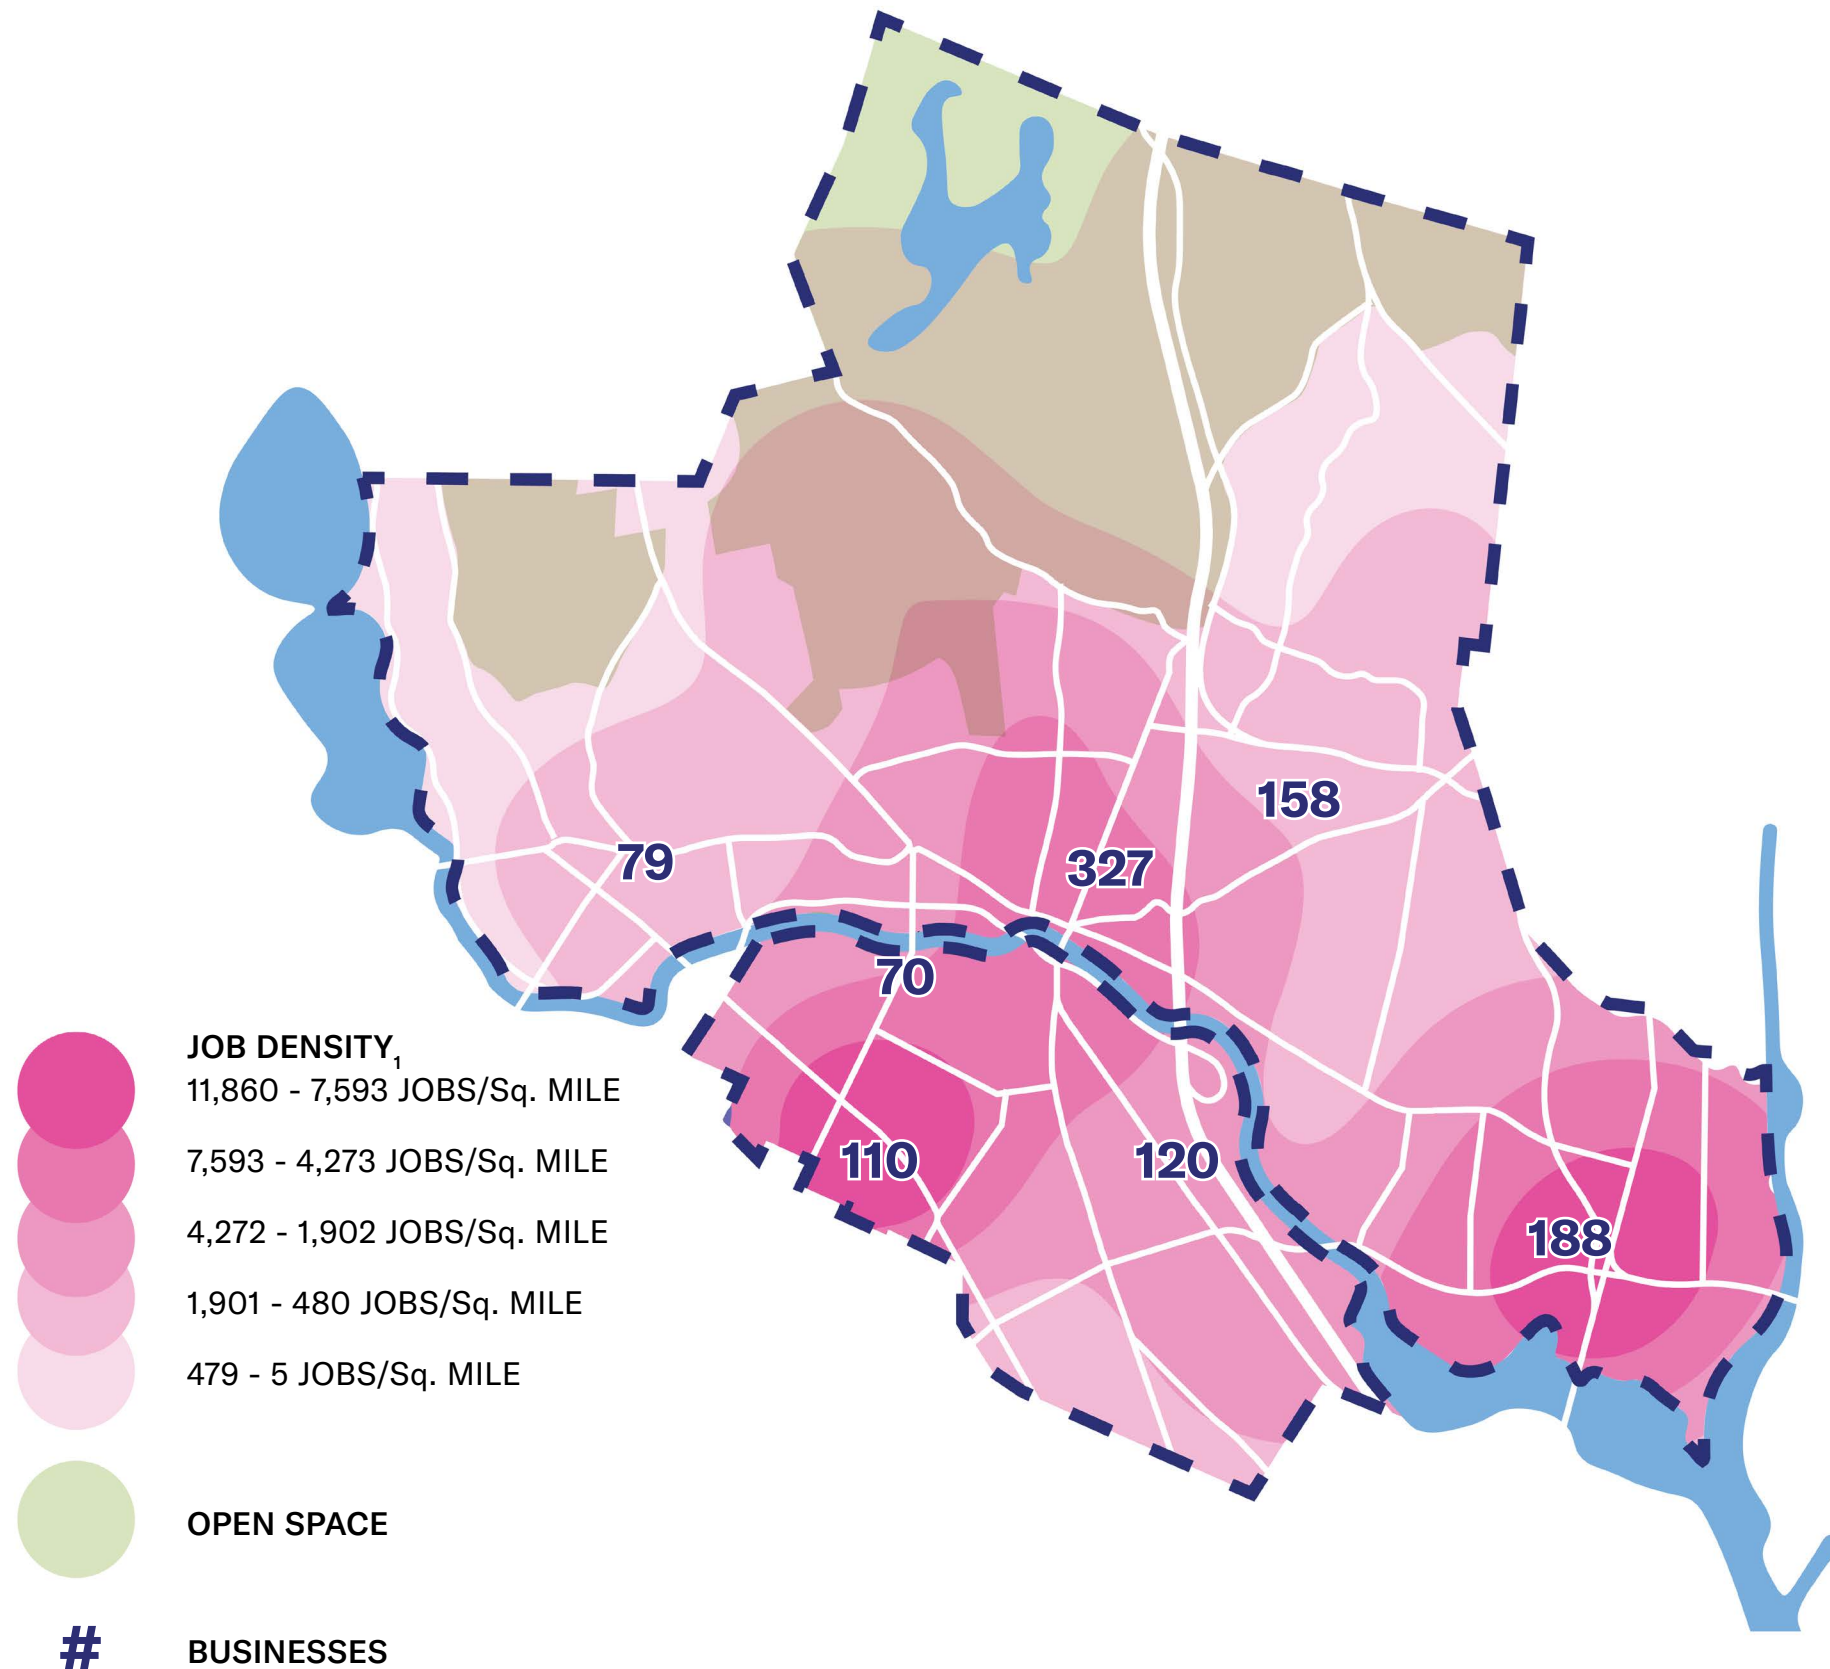 158
79
327
70
110
120
188
JOB DENSITY1
11,860 - 7,593 JOBS/Sq. MILE
7,593 - 4,273 JOBS/Sq. MILE
4,272 - 1,902 JOBS/Sq. MILE
1,901 - 480 JOBS/Sq. MILE
479 - 5 JOBS/Sq. MILE
OPEN SPACE
# BUSINESSES